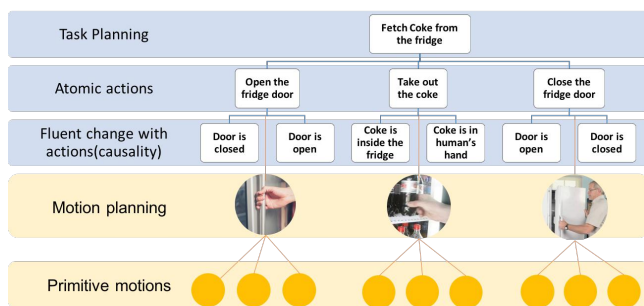 Task Planning
Fetch Coke from
the fridge
Atomic actions
Open the
fridge door
Take out
the coke
Close the
fridge door
Fluent change with
actions(causality)
Door is
closed
Door is
open
Coke is
inside the
fridge
Coke is in
human's
hand
Door is
open
Door is
closed
Motion planning
Primitive motions